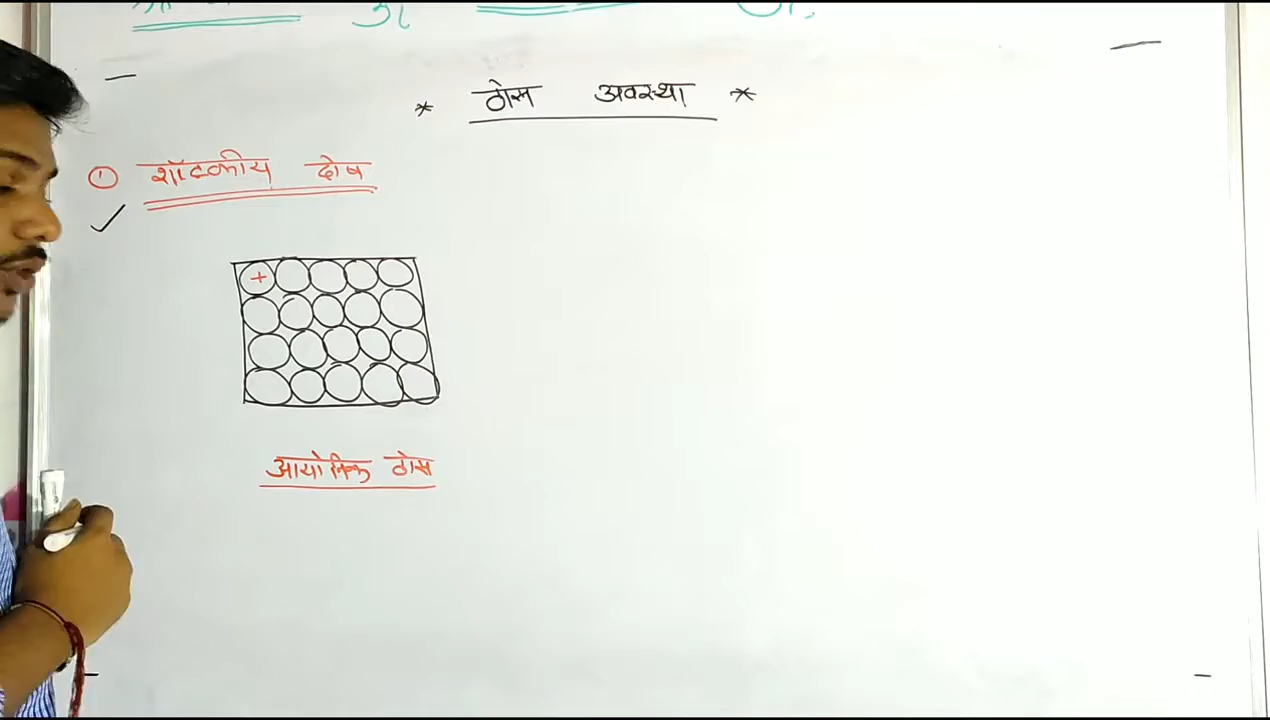 * ठोस अवस्था *
① शॉटकीय दोष
+
आयोनिक ठोस